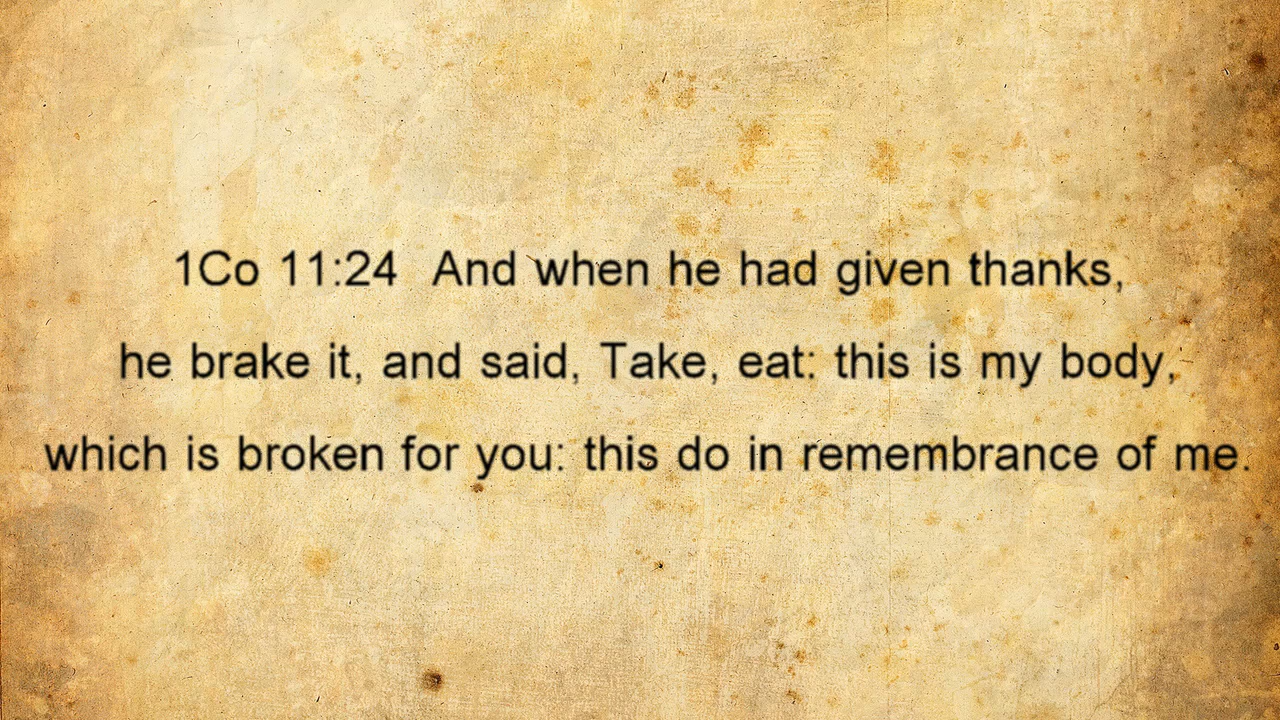 1Co 11:24  And when he had given thanks,
he brake it, and said, Take, eat: this is my body,
which is broken for you: this do in remembrance of me.